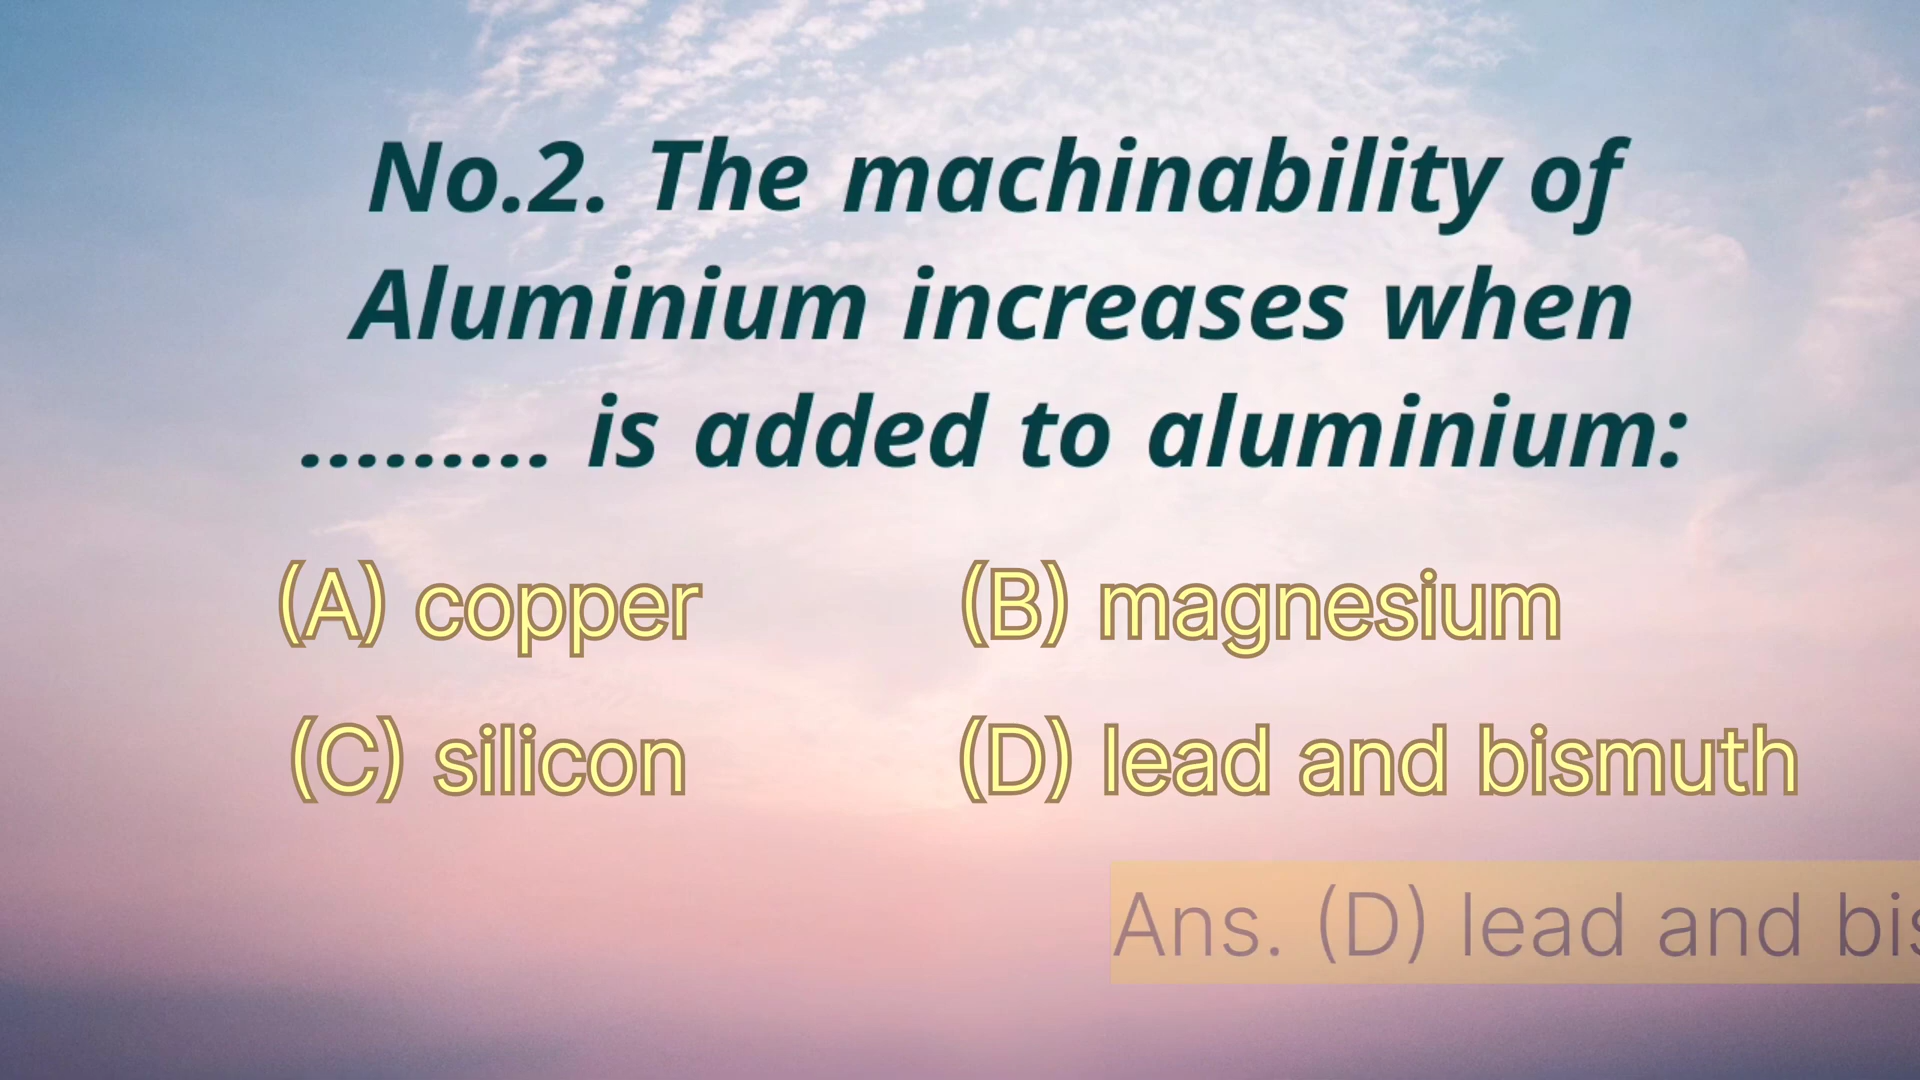 No.2. The machinability of
Aluminium increases when
......... is added to aluminium:
(A) copper (B) magnesium
(C) silicon (D) lead and bismuth
Ans. (D) lead and bis